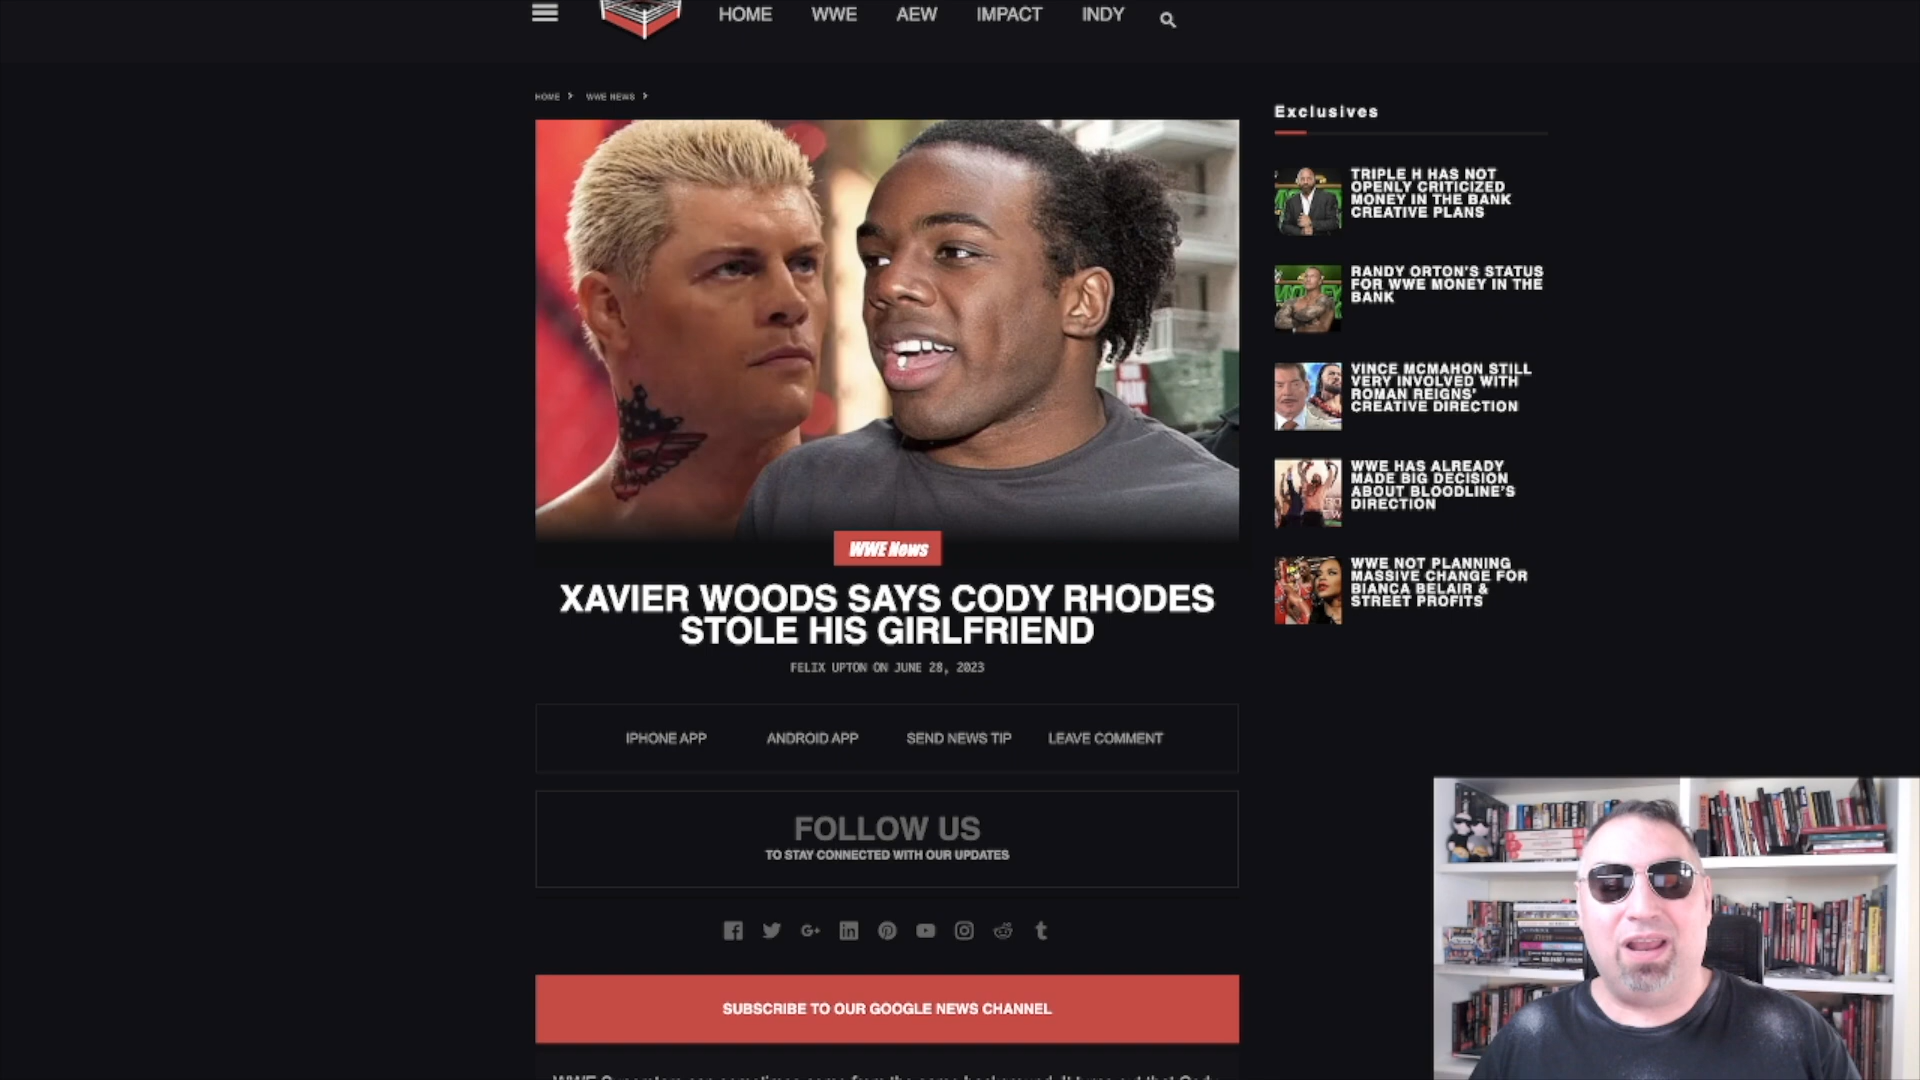 HOME
WWE
AEW
IMPACT
INDY
HOME
WWE NEWS
WWE News
XAVIER WOODS SAYS CODY RHODES
STOLE HIS GIRLFRIEND
FELIX UPTON ON JUNE 28, 2023
IPHONE APP
ANDROID APP
SEND NEWS TIP
LEAVE COMMENT
FOLLOW US
TO STAY CONNECTED WITH OUR UPDATES
SUBSCRIBE TO OUR GOOGLE NEWS CHANNEL
Exclusives
TRIPLE H HAS NOT
OPENLY CRITICIZED
MONEY IN THE BANK
CREATIVE PLANS
RANDY ORTON'S STATUS
FOR WWE MONEY IN THE
BANK
VINCE MCMAHON STILL
VERY INVOLVED WITH
ROMAN REIGNS'
CREATIVE DIRECTION
WWE HAS ALREADY
MADE BIG DECISION
ABOUT BLOODLINE'S
DIRECTION
WWE NOT PLANNING
MASSIVE CHANGE FOR
BIANCA BELAIR &
STREET PROFITS